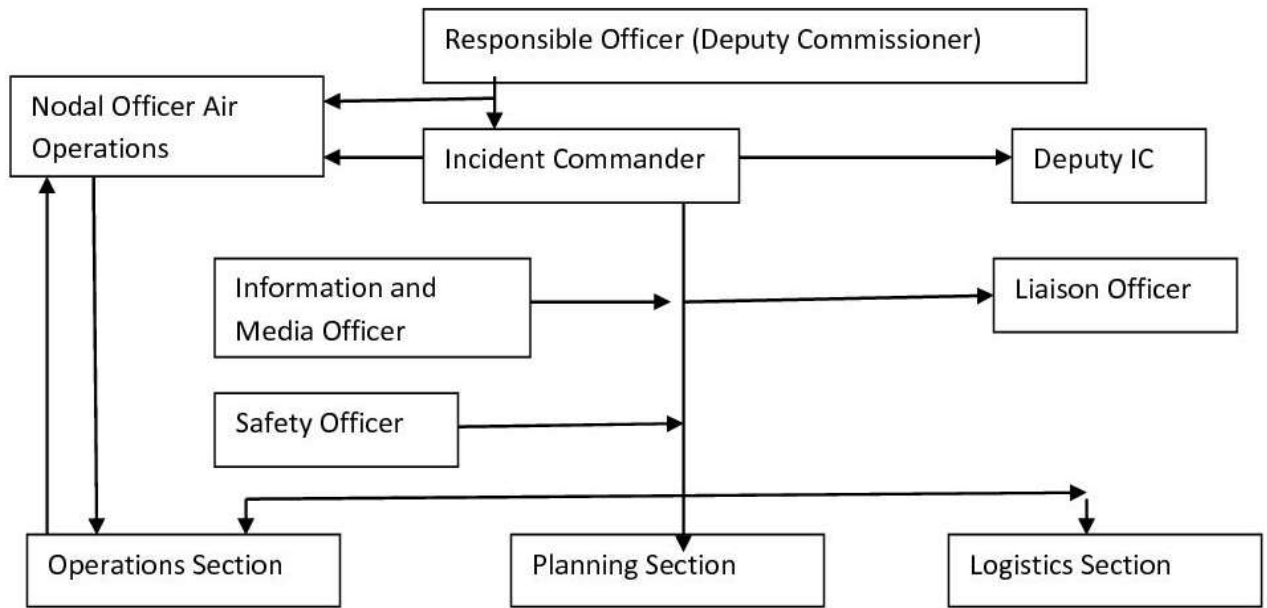 Responsible Officer (Deputy Commissioner)
Nodal Officer Air
Operations
Incident Commander
Deputy IC
Information and
Media Officer
Liaison Officer
Safety Officer
Operations Section
Planning Section
Logistics Section